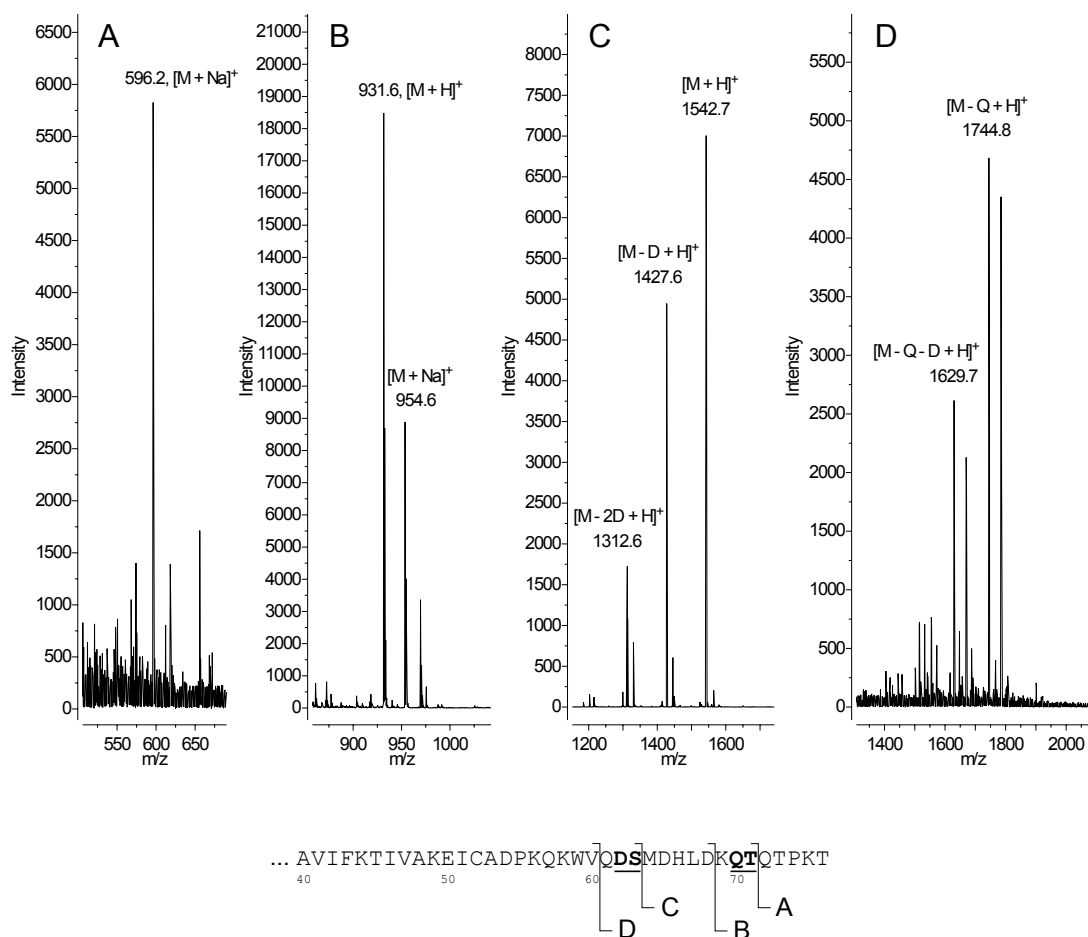 A
B
C
D
6500
6000
5500
5000
4500
4000
3500
3000
2500
2000
1500
1000
500
0
Intensity
596.2, [M + Na]⁺
550 600 650
m/z
21000
20000
19000
18000
17000
16000
15000
14000
13000
12000
11000
10000
9000
8000
7000
6000
5000
4000
3000
2000
1000
0
Intensity
931.6, [M + H]⁺
[M + Na]⁺
954.6
900 950 1000
m/z
8000
7500
7000
6500
6000
5500
5000
4500
4000
3500
3000
2500
2000
1500
1000
500
0
Intensity
[M + H]⁺
1542.7
[M - D + H]⁺
1427.6
[M - 2D + H]⁺
1312.6
1200 1400 1600
m/z
5500
5000
4500
4000
3500
3000
2500
2000
1500
1000
500
0
Intensity
[M - Q + H]⁺
1744.8
[M - Q - D + H]⁺
1629.7
1400 1600 1800 2000
m/z
... AVIFKTIVAKEICADPKQKWVQDSMDHLDKQTQTPKT
40 50 60 70
D C B A